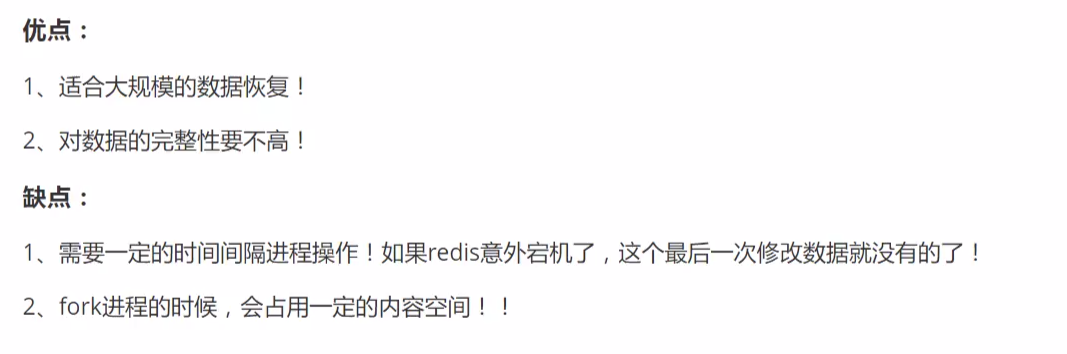 优点：
1、适合大规模的数据恢复！
2、对数据的完整性要不高！
缺点：
1、需要一定的时间间隔进程操作！如果redis意外宕机了，这个最后一次修改数据就没有的了！
2、fork进程的时候，会占用一定的内容空间！！